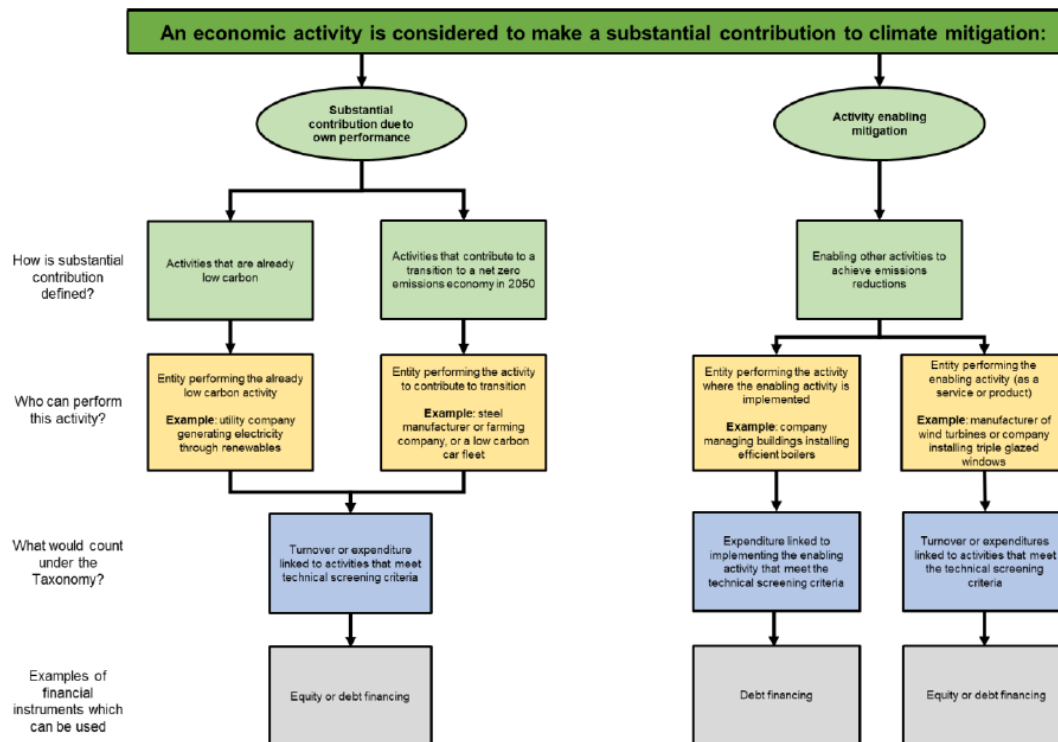 An economic activity is considered to make a substantial contribution to climate mitigation:
Substantial
contribution due to
own performance
Activity enabling
mitigation
How is substantial
contribution
defined?
Activities that are already
low carbon
Activities that contribute to a
transition to a net zero
emissions economy in 2050
Enabling other activities to
achieve emissions
reductions
Who can perform
this activity?
Entity performing the already
low carbon activity
Example: utility company
generating electricity
through renewables
Entity performing the activity
to contribute to transition
Example: steel
manufacturer or farming
company, or a low carbon
car fleet
Entity performing the activity
where the enabling activity is
implemented
Example: company
managing buildings installing
efficient boilers
Entity performing the
enabling activity (as a
service or product)
Example: manufacturer of
wind turbines or company
installing triple glazed
windows
What would count
under the
Taxonomy?
Turnover or expenditure
linked to activities that meet
technical screening criteria
Expenditure linked to
implementing the enabling
activity that meet the
technical screening criteria
Turnover or expenditures
linked to activities that meet
the technical screening
criteria
Examples of
financial
instruments which
can be used
Equity or debt financing
Debt financing
Equity or debt financing